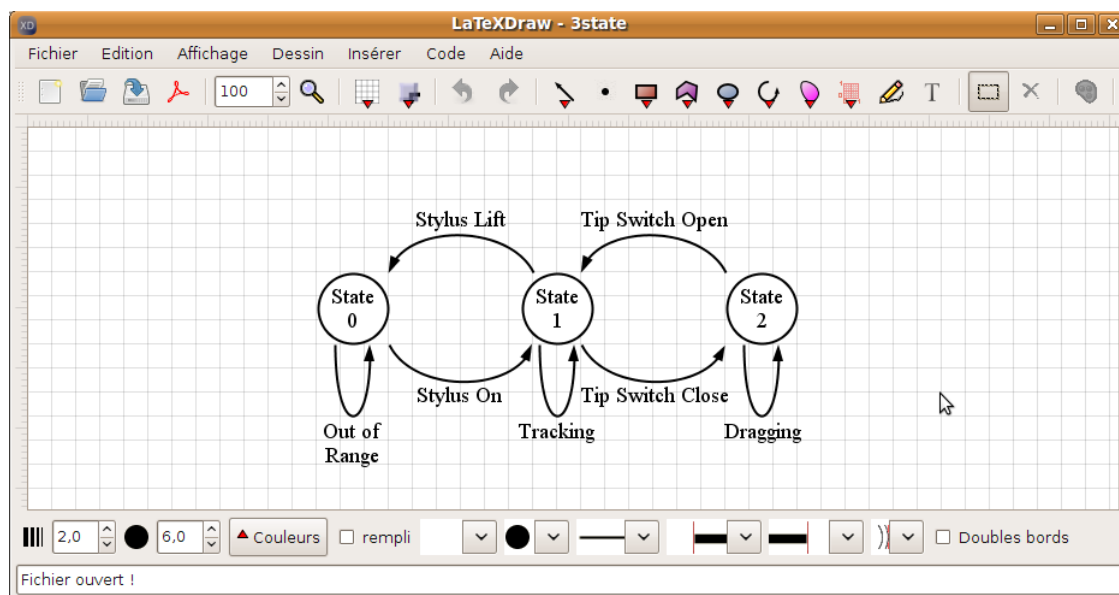 XD
LaTeXDraw - 3state
Fichier Edition Affichage Dessin Insérer Code Aide
100
T
Stylus Lift
Tip Switch Open
State
0
State
1
State
2
Stylus On
Tip Switch Close
Out of
Range
Tracking
Dragging
2,0
6,0
Couleurs
rempli
Doubles bords
Fichier ouvert !